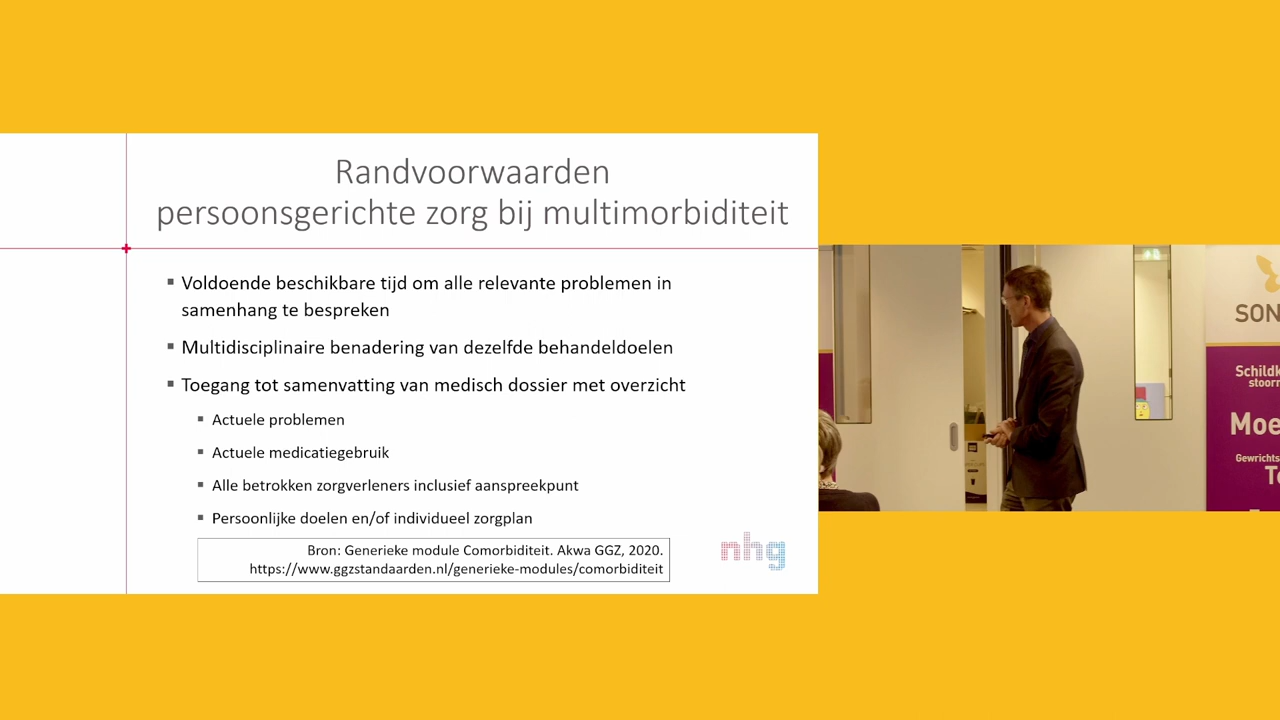 Randvoorwaarden
persoonsgerichte zorg bij multimorbiditeit
Voldoende beschikbare tijd om alle relevante problemen in
samenhang te bespreken
Multidisciplinaire benadering van dezelfde behandeldoelen
Toegang tot samenvatting van medisch dossier met overzicht
Actuele problemen
Actuele medicatiegebruik
Alle betrokken zorgverleners inclusief aanspreekpunt
Persoonlijke doelen en/of individueel zorgplan
Bron: Generieke module Comorbiditeit. Akwa GGZ, 2020.
https://www.ggzstandaarden.nl/generieke-modules/comorbiditeit
nhg
SON
Schildk
stoorn
Moe
Gewrichts